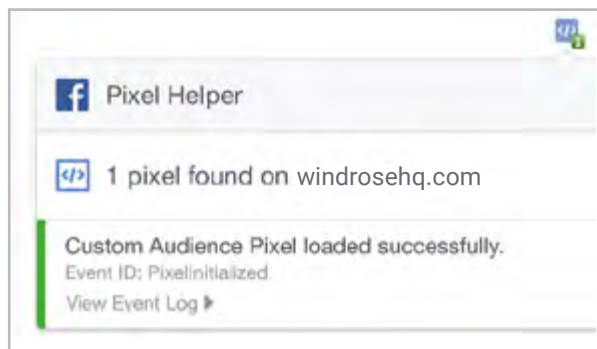 Pixel Helper
1 pixel found on windrosehq.com
Custom Audience Pixel loaded successfully.
Event ID: PixelInitialized
View Event Log